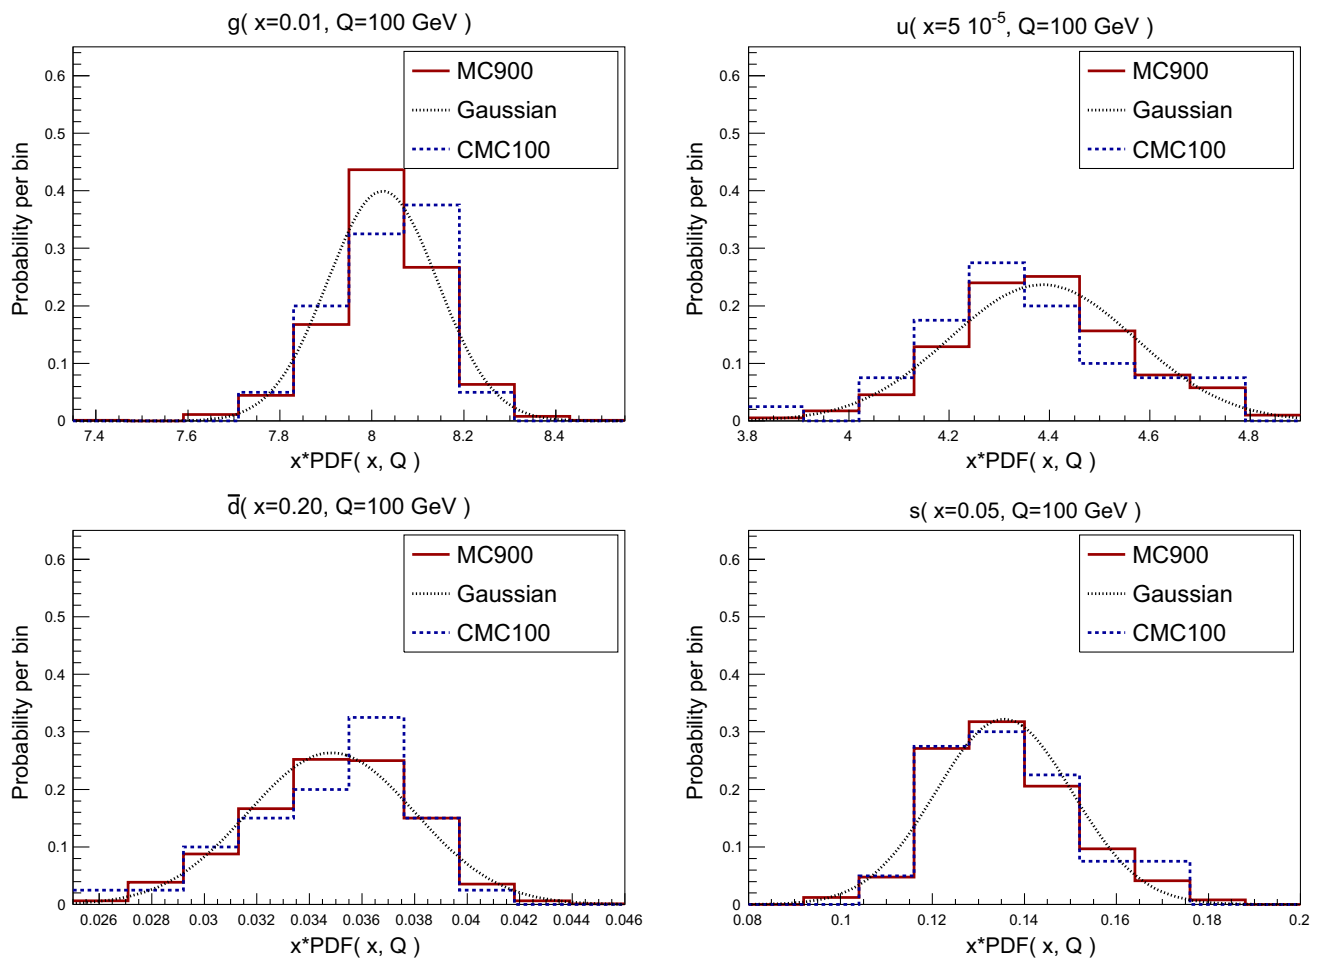 g( x=0.01, Q=100 GeV )
MC900
Gaussian
CMC100
Probability per bin
0.6
0.5
0.4
0.3
0.2
0.1
0
7.4 7.6 7.8 8 8.2 8.4
x*PDF( x, Q )
u( x=5 10⁻⁵, Q=100 GeV )
MC900
Gaussian
CMC100
Probability per bin
0.6
0.5
0.4
0.3
0.2
0.1
0
3.8 4 4.2 4.4 4.6 4.8
x*PDF( x, Q )
d̅( x=0.20, Q=100 GeV )
MC900
Gaussian
CMC100
Probability per bin
0.6
0.5
0.4
0.3
0.2
0.1
0
0.026 0.028 0.03 0.032 0.034 0.036 0.038 0.04 0.042 0.044 0.046
x*PDF( x, Q )
s( x=0.05, Q=100 GeV )
MC900
Gaussian
CMC100
Probability per bin
0.6
0.5
0.4
0.3
0.2
0.1
0
0.08 0.1 0.12 0.14 0.16 0.18 0.2
x*PDF( x, Q )